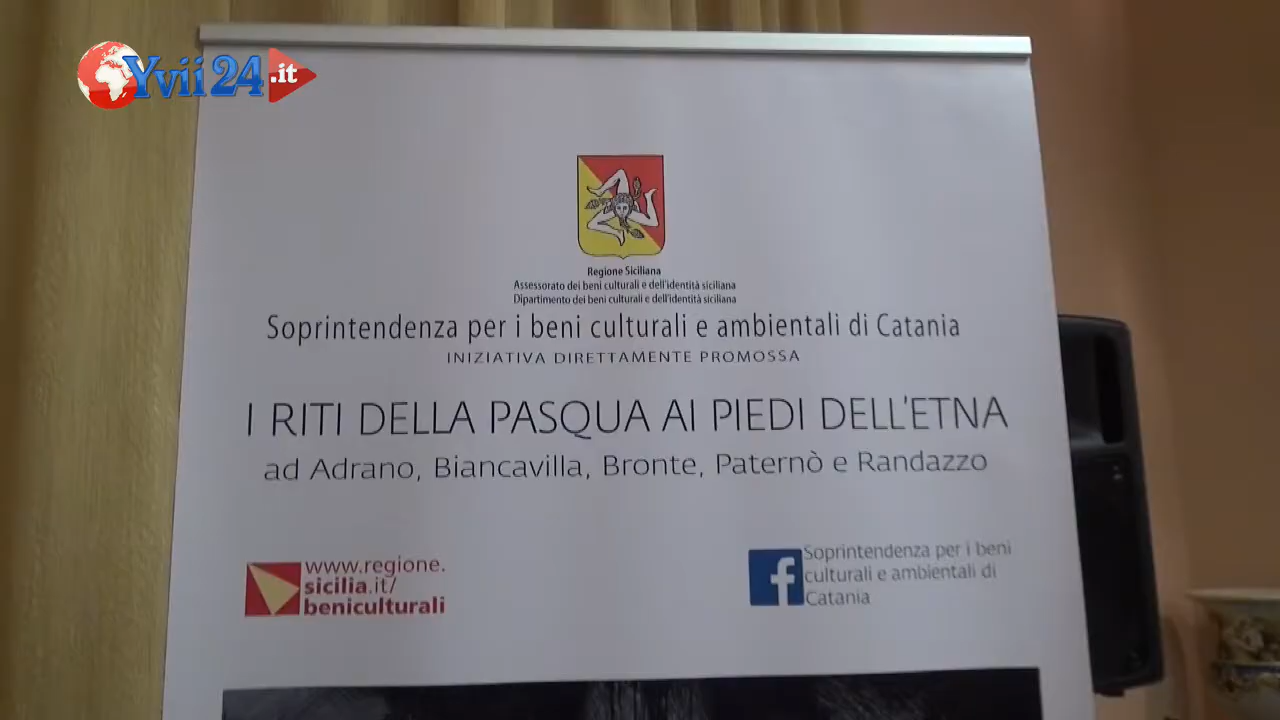 Yvii24.it
Regione Siciliana
Assessorato dei beni culturali e dell'identità siciliana
Dipartimento dei beni culturali e dell'identità siciliana
Soprintendenza per i beni culturali e ambientali di Catania
INIZIATIVA DIRETTAMENTE PROMOSSA
I RITI DELLA PASQUA AI PIEDI DELL'ETNA
ad Adrano, Biancavilla, Bronte, Paternò e Randazzo
www.regione.
sicilia.it/
beniculturali
f
Soprintendenza per i beni
culturali e ambientali di
Catania